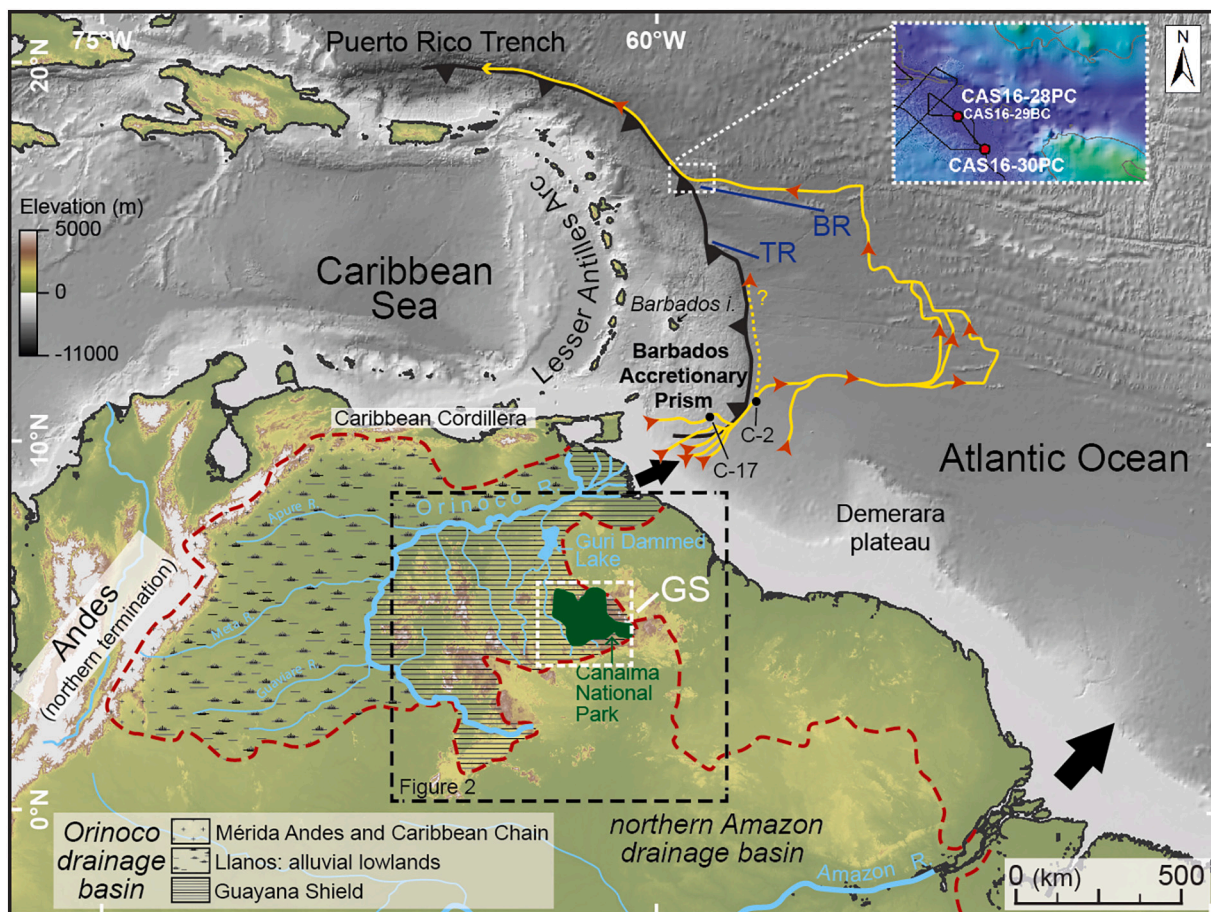 75°W
60°W
N
Puerto Rico Trench
20°N
CAS16-28PC
CAS16-29BC
CAS16-30PC
Elevation (m)
5000
0
-11000
Lesser Antilles Arc
BR
TR
Caribbean
Sea
Barbados i.
?
Barbados
Accretionary
Prism
Caribbean Cordillera
10°N
C-2
C-17
Atlantic Ocean
Orinoco R.
Apure R.
Demerara
plateau
Guri Dammed
Lake
GS
Andes
(northern termination)
Meta R.
Guaviare R.
Canaima
National
Park
Figure 2
0°N
Orinoco
drainage
basin
Mérida Andes and Caribbean Chain
Llanos: alluvial lowlands
Guayana Shield
northern Amazon
drainage basin
Amazon R.
0 (km) 500